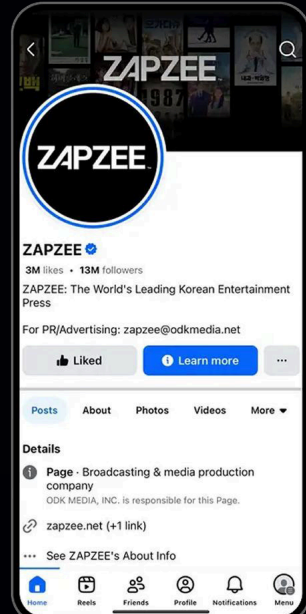 ZAPZEE
1987
ZAPZEE
ZAPZEE
3M likes • 13M followers
ZAPZEE: The World's Leading Korean Entertainment
Press
For PR/Advertising: zapzee@odkmedia.net
Liked
Learn more
Posts About Photos Videos More
Details
Page · Broadcasting & media production
company
ODK MEDIA, INC. is responsible for this Page.
zapzee.net (+1 link)
See ZAPZEE's About Info
Home Reels Friends Profile Notifications Menu